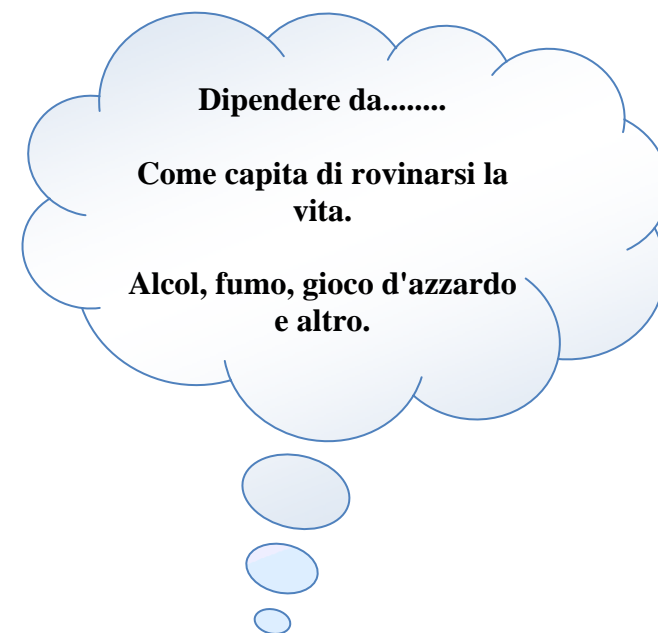 Dipendere da........
Come capita di rovinarsi la
vita.
Alcol, fumo, gioco d'azzardo
e altro.